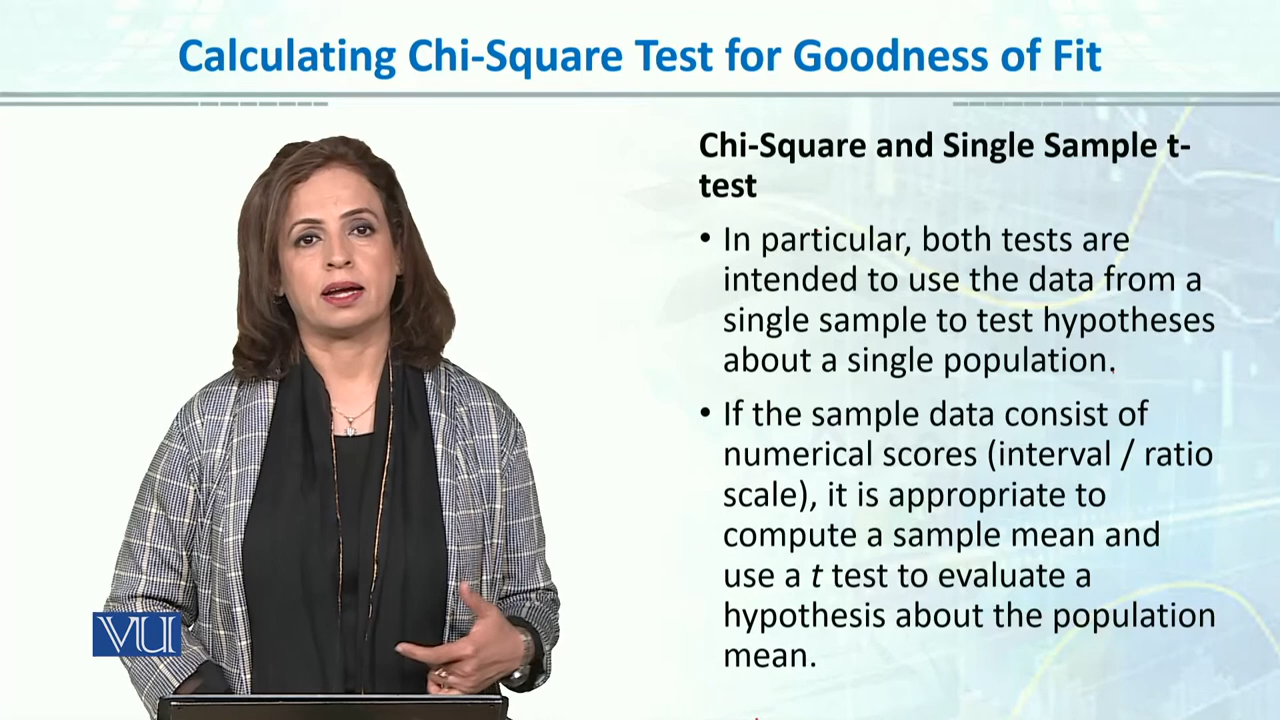 Calculating Chi-Square Test for Goodness of Fit
Chi-Square and Single Sample t-
test
• In particular, both tests are
intended to use the data from a
single sample to test hypotheses
about a single population.
• If the sample data consist of
numerical scores (interval / ratio
scale), it is appropriate to
compute a sample mean and
use a t test to evaluate a
hypothesis about the population
mean.
VU